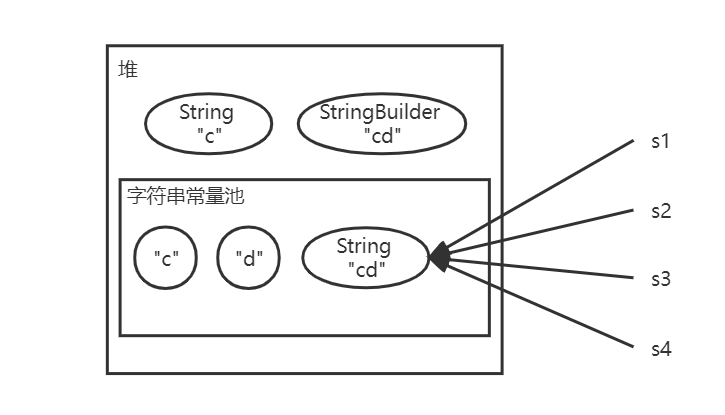 堆
String
"c"
StringBuilder
"cd"
s1
字符串常量池
s2
"c"
"d"
String
"cd"
s3
s4